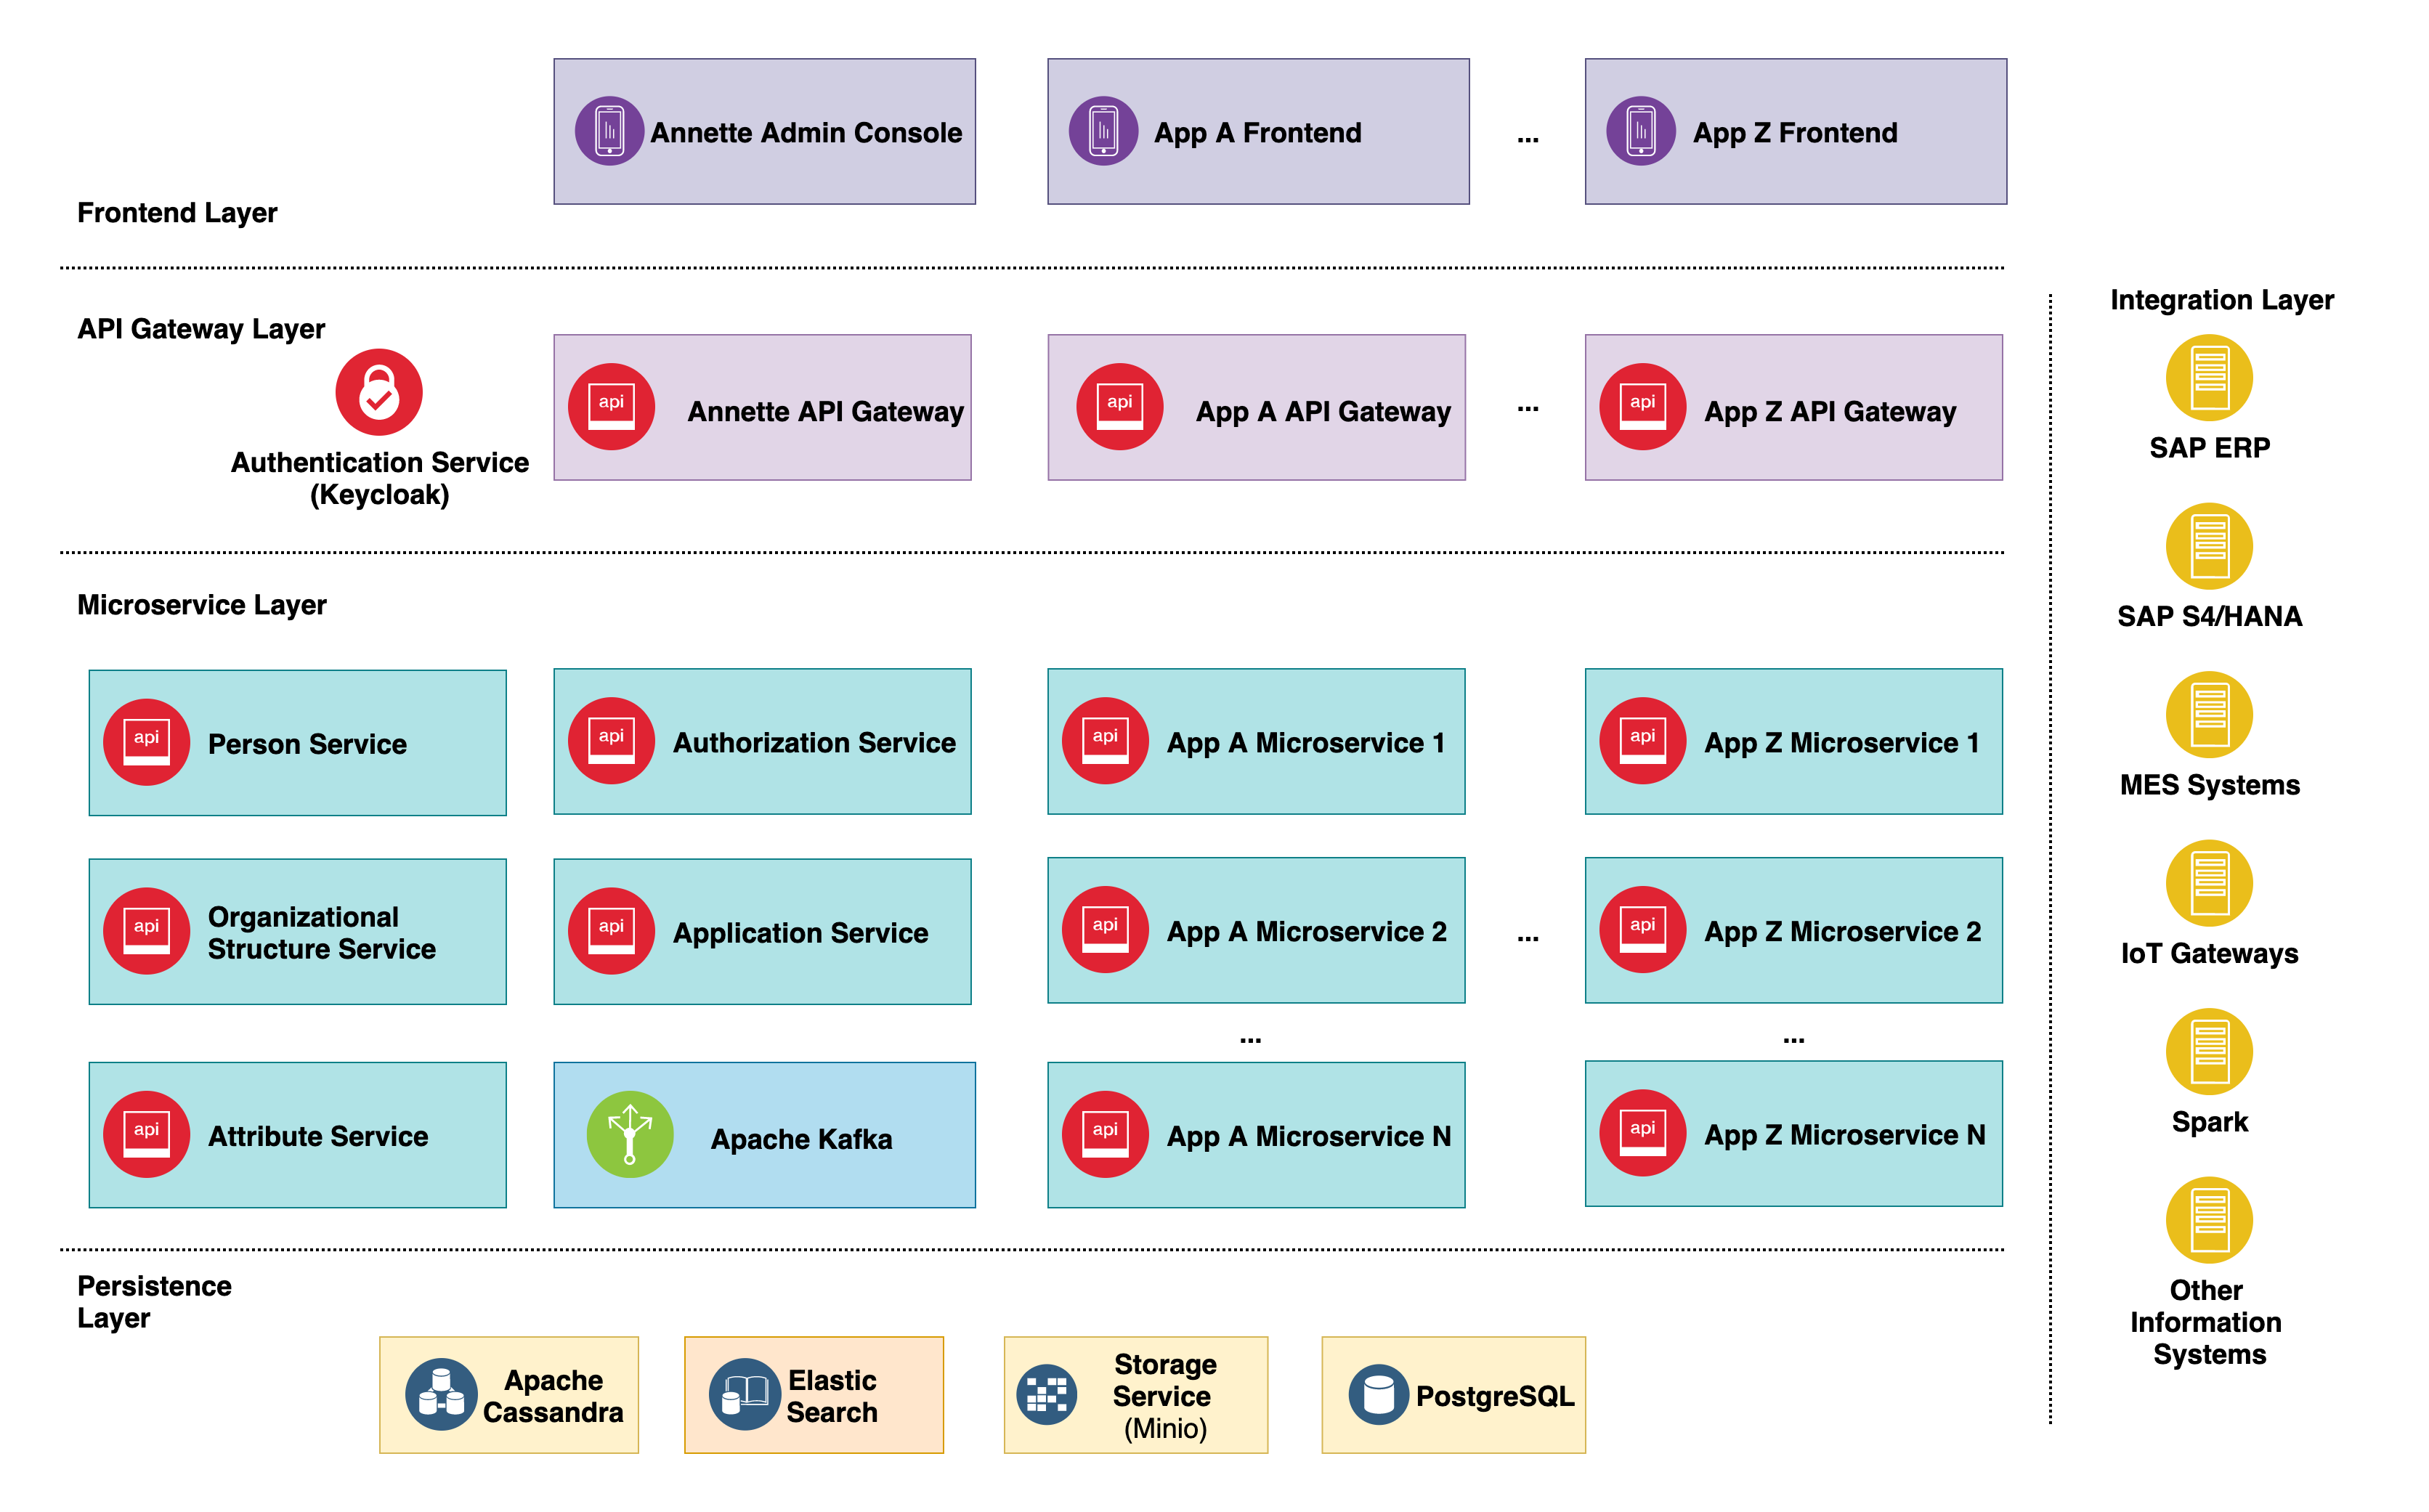 Annette Admin Console
App A Frontend
...
App Z Frontend
Frontend Layer
API Gateway Layer
Authentication Service
(Keycloak)
api
Annette API Gateway
api
App A API Gateway
...
api
App Z API Gateway
Microservice Layer
api
Person Service
api
Authorization Service
api
App A Microservice 1
api
App Z Microservice 1
api
Organizational
Structure Service
api
Application Service
api
App A Microservice 2
...
api
App Z Microservice 2
...
...
api
Attribute Service
Apache Kafka
api
App A Microservice N
api
App Z Microservice N
Persistence
Layer
Apache
Cassandra
Elastic
Search
Storage
Service
(Minio)
PostgreSQL
Integration Layer
SAP ERP
SAP S4/HANA
MES Systems
IoT Gateways
Spark
Other
Information
Systems